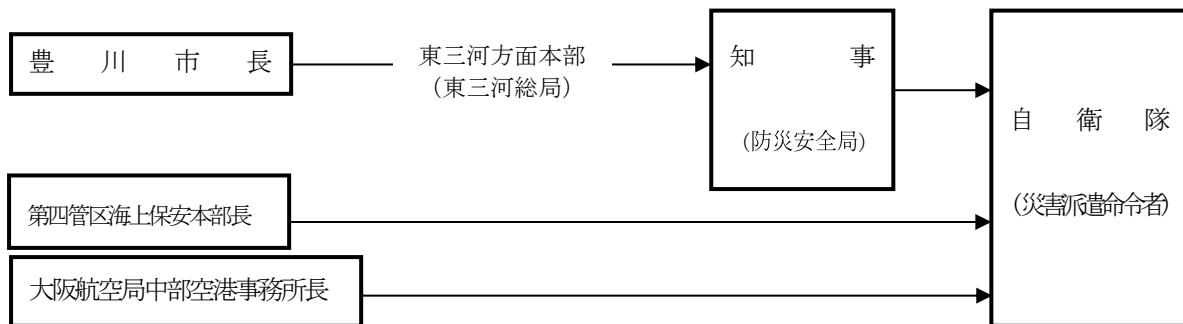 豊川市長
東三河方面本部
（東三河総局）
知事
(防災安全局)
自衛隊
(災害派遣命令者)
第四管区海上保安本部長
大阪航空局中部空港事務所長